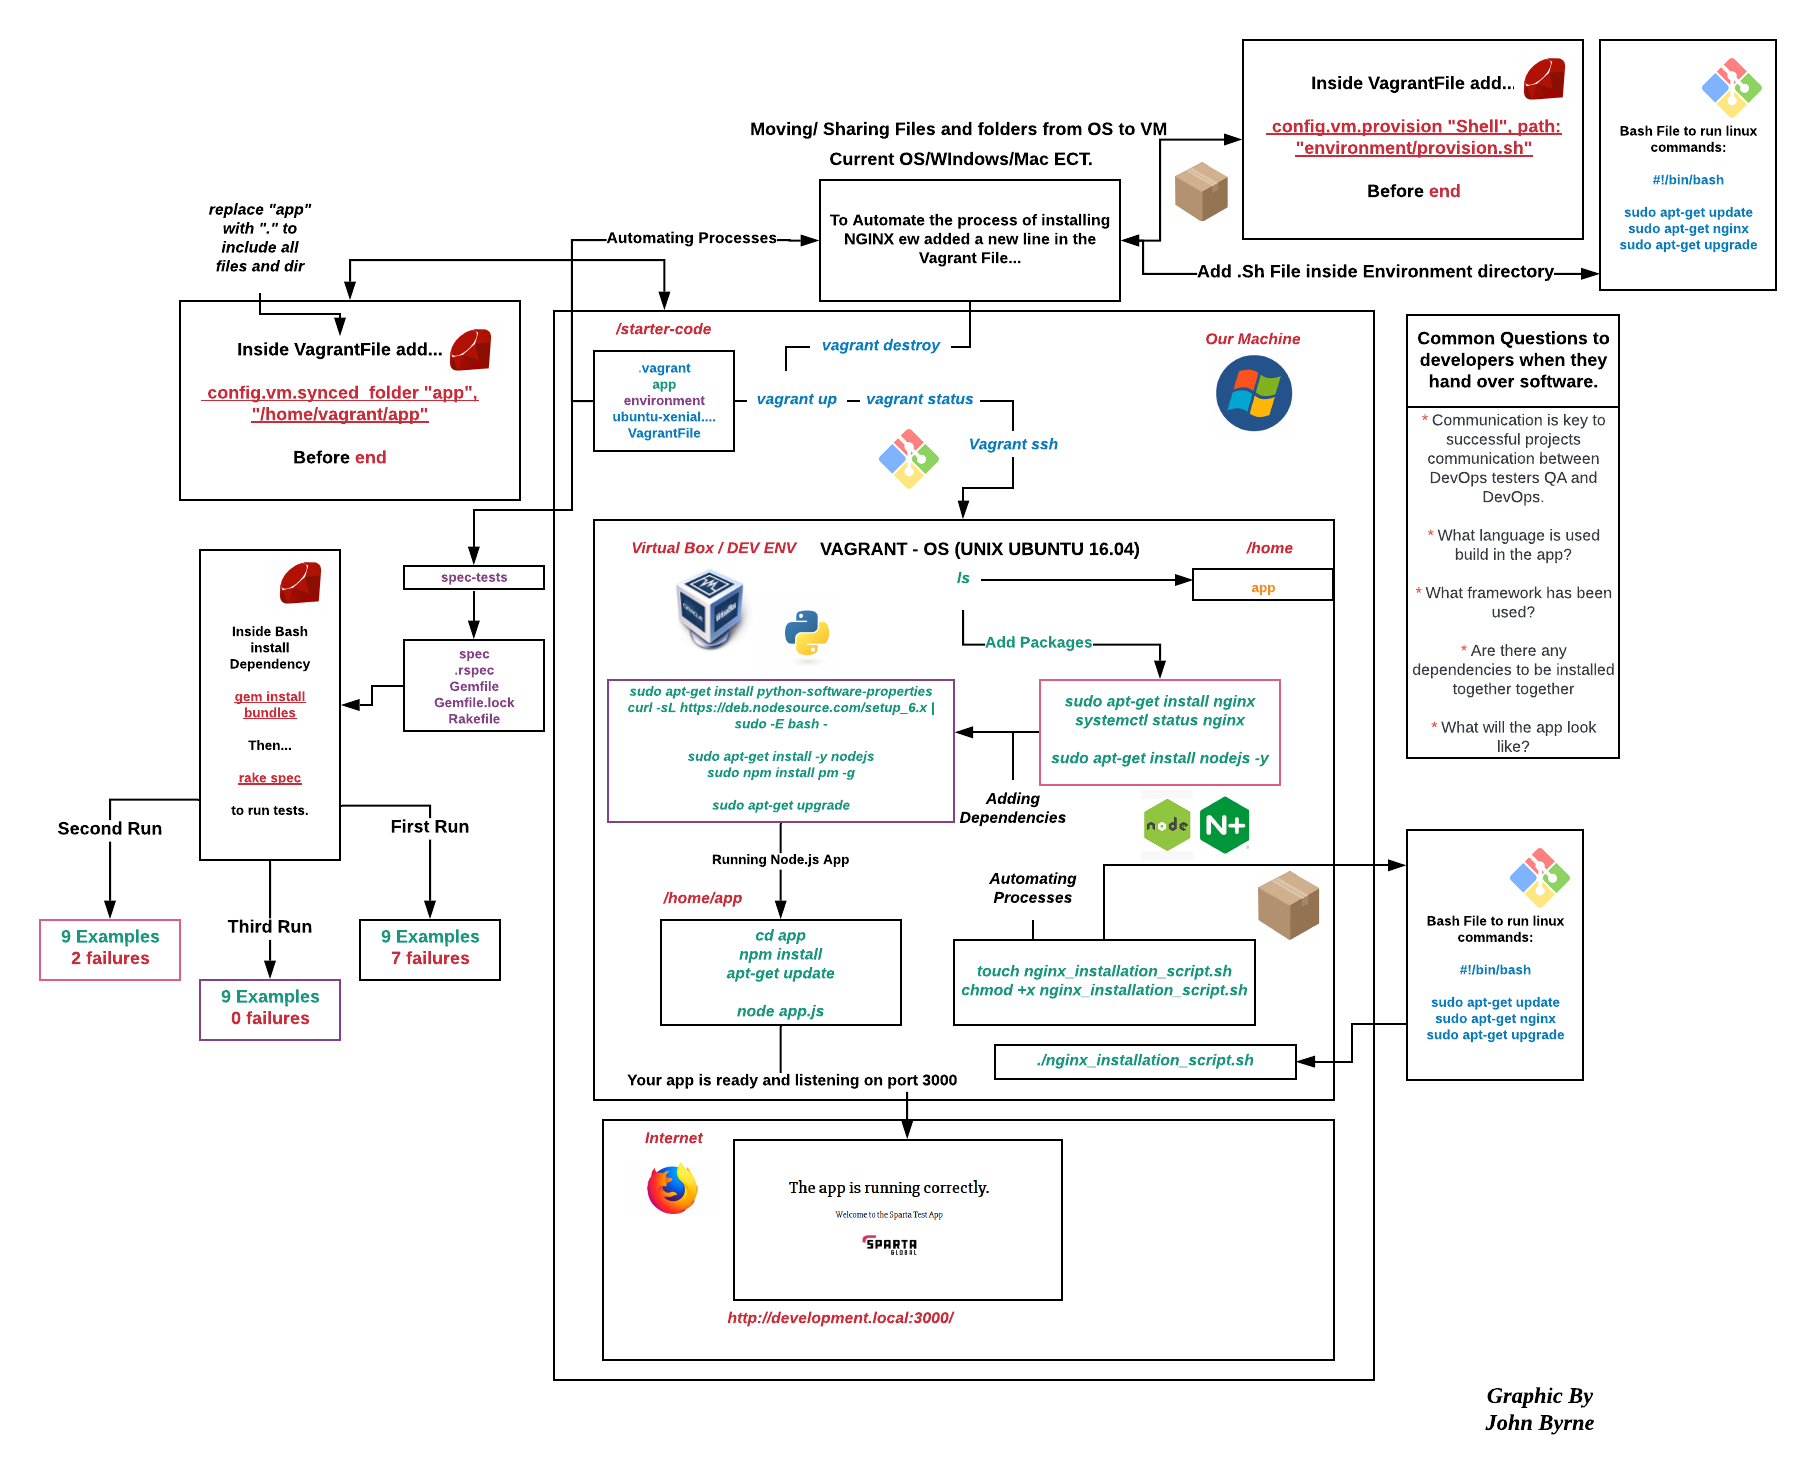 Moving/ Sharing Files and folders from OS to VM
Current OS/WIndows/Mac ECT.
Inside VagrantFile add...
config.vm.provision "Shell", path:
"environment/provision.sh"
Before end
Bash File to run linux
commands:
#!/bin/bash
sudo apt-get update
sudo apt-get nginx
sudo apt-get upgrade
To Automate the process of installing
NGINX ew added a new line in the
Vagrant File...
Automating Processes
Add .Sh File inside Environment directory
replace "app"
with "." to
include all
files and dir
Inside VagrantFile add...
config.vm.synced_folder "app",
"/home/vagrant/app"
Before end
/starter-code
.vagrant
app
environment
ubuntu-xenial....
VagrantFile
vagrant destroy
vagrant up
vagrant status
Vagrant ssh
Our Machine
Common Questions to
developers when they
hand over software.
* Communication is key to
successful projects
communication between
DevOps testers QA and
DevOps.
* What language is used
build in the app?
* What framework has been
used?
* Are there any
dependencies to be installed
together together
* What will the app look
like?
spec-tests
spec
.rspec
Gemfile
Gemfile.lock
Rakefile
Inside Bash
install
Dependency
gem install
bundles
Then...
rake spec
to run tests.
Second Run
First Run
Third Run
9 Examples
2 failures
9 Examples
0 failures
9 Examples
7 failures
Virtual Box / DEV ENV
VAGRANT - OS (UNIX UBUNTU 16.04)
/home
ls
app
Add Packages
sudo apt-get install python-software-properties
curl -sL https://deb.nodesource.com/setup_6.x |
sudo -E bash -
sudo apt-get install -y nodejs
sudo npm install pm -g
sudo apt-get upgrade
sudo apt-get install nginx
systemctl status nginx
sudo apt-get install nodejs -y
Adding
Dependencies
node
N+
Running Node.js App
/home/app
cd app
npm install
apt-get update
node app.js
Automating
Processes
touch nginx_installation_script.sh
chmod +x nginx_installation_script.sh
./nginx_installation_script.sh
Bash File to run linux
commands:
#!/bin/bash
sudo apt-get update
sudo apt-get nginx
sudo apt-get upgrade
Your app is ready and listening on port 3000
Internet
The app is running correctly.
Welcome to the Sparta Test App
SPARTA
GLOBAL
http://development.local:3000/
Graphic By
John Byrne